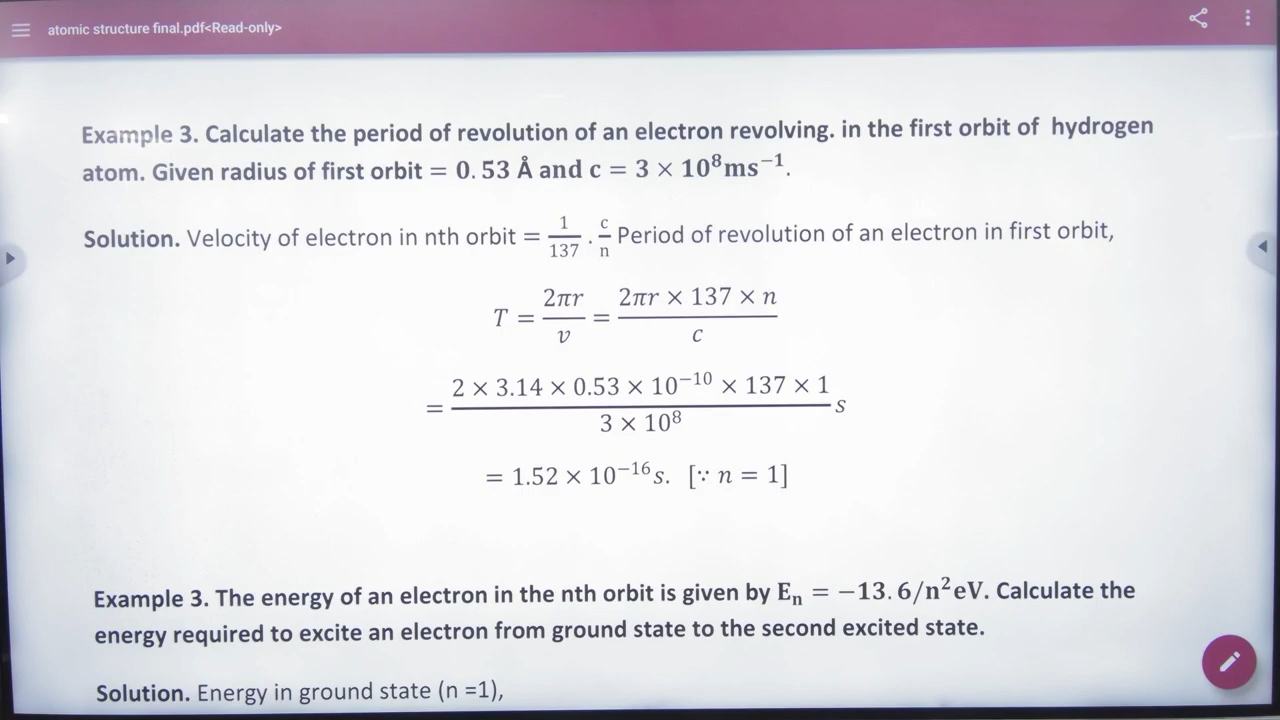 atomic structure final.pdf<Read-only>
Example 3. Calculate the period of revolution of an electron revolving. in the first orbit of hydrogen
atom. Given radius of first orbit = 0.53 Å and c = 3 × 10⁸ms⁻¹.
Solution. Velocity of electron in nth orbit = 1/137 . c/n Period of revolution of an electron in first orbit,
T = 2πr/v = 2πr × 137 × n/c
= 2 × 3.14 × 0.53 × 10⁻¹⁰ × 137 × 1/3 × 10⁸ s
= 1.52 × 10⁻¹⁶s. [∵ n = 1]
Example 3. The energy of an electron in the nth orbit is given by Eₙ = −13.6/n²eV. Calculate the
energy required to excite an electron from ground state to the second excited state.
Solution. Energy in ground state (n =1),